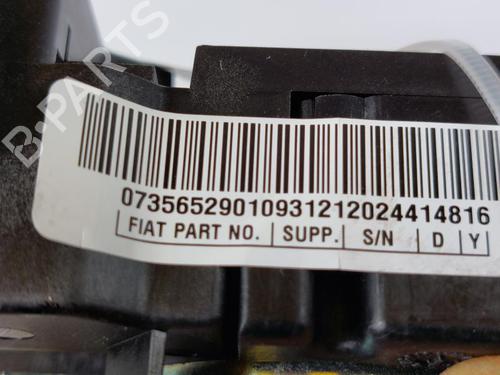 B-PARTS
07356529010931212024414816
FIAT PART NO. SUPP. S/N D Y